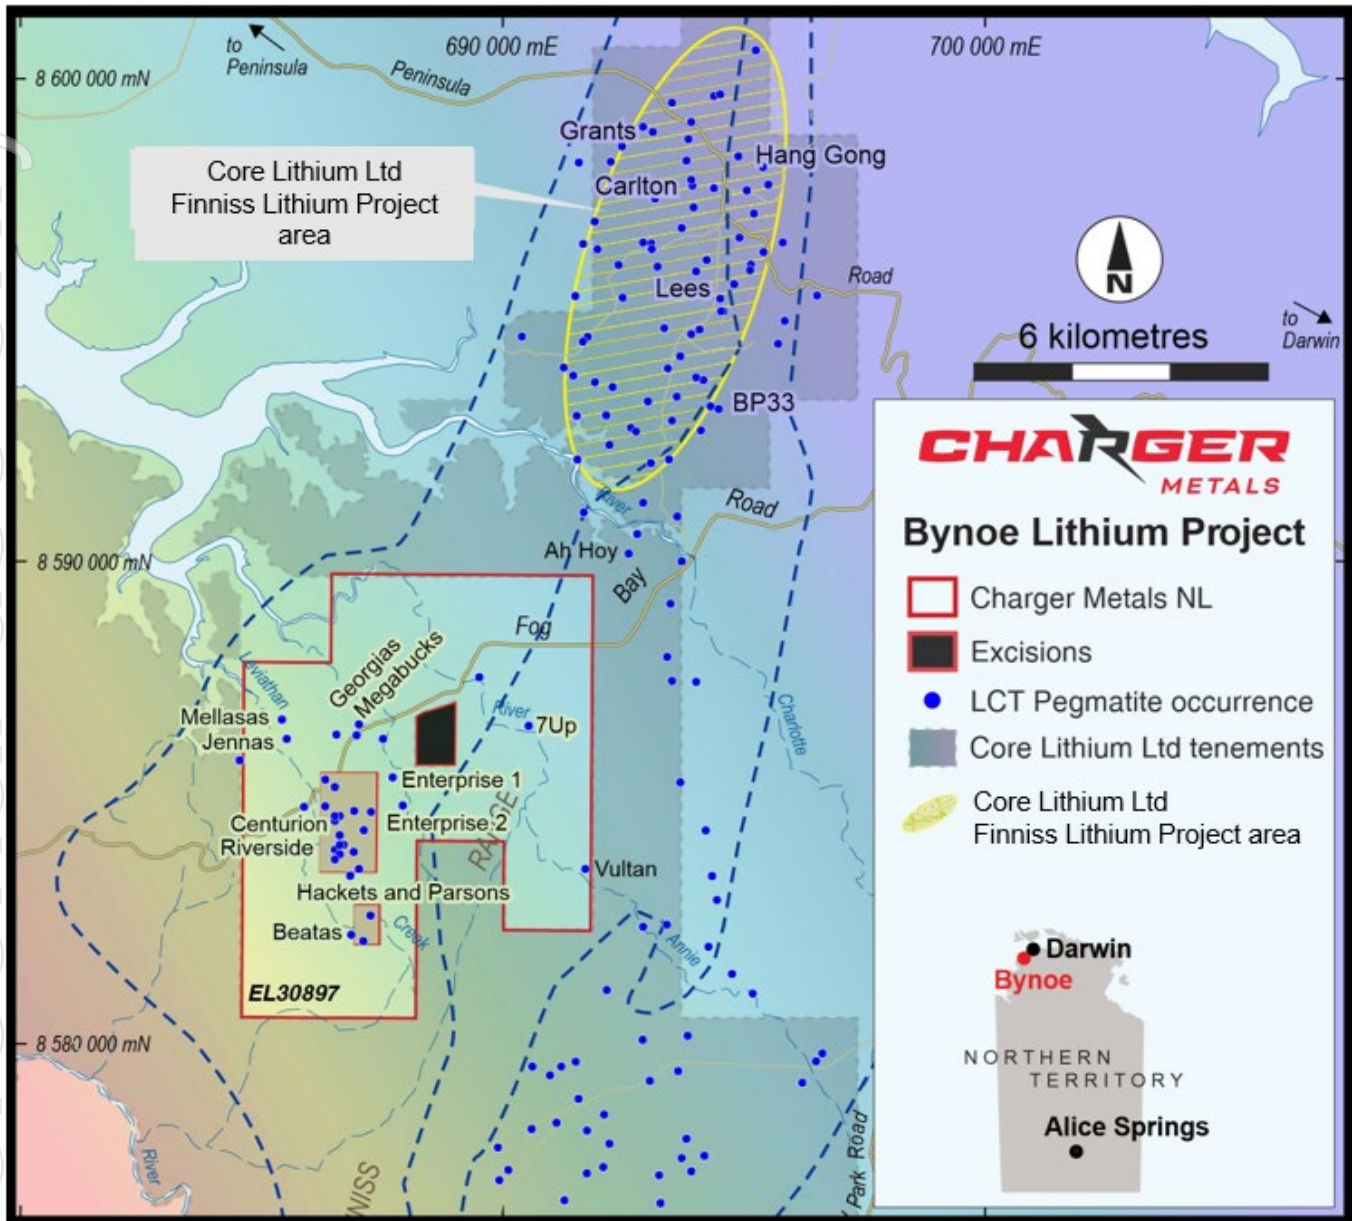 to
Peninsula
Peninsula
690 000 mE
700 000 mE
8 600 000 mN
Grants
Hang Gong
Core Lithium Ltd
Finniss Lithium Project
area
Carlton
Lees
Road
N
6 kilometres
to
Darwin
BP33
CHARGER
METALS
River
Road
Bynoe Lithium Project
Ah Hoy
8 590 000 mN
Bay
Charger Metals NL
Fog
Excisions
Georgias
Megabucks
Leviathan
LCT Pegmatite occurrence
Mellasas
River
7Up
Charlotte
Jennas
Core Lithium Ltd tenements
Enterprise 1
Core Lithium Ltd
Finniss Lithium Project area
Centurion
Enterprise 2
Riverside
RANGE
Vultan
Hackets and Parsons
Beatas
Creek
Annie
Darwin
Bynoe
EL30897
8 580 000 mN
NORTHERN
TERRITORY
Alice Springs
River
NISS
Park Road